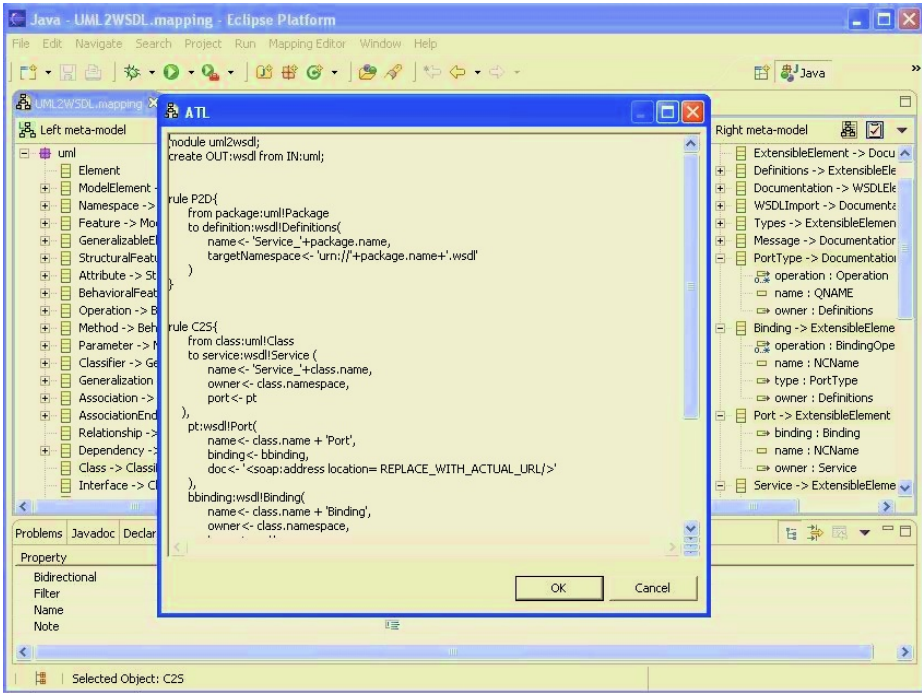 Java - UML2WSDL.mapping - Eclipse Platform
File Edit Navigate Search Project Run Mapping Editor Window Help
Java
»
UML2WSDL.mapping
Left meta-model
uml
Element
ModelElement -
Namespace ->
Feature -> Mo
GeneralizableEl
StructuralFeatu
Attribute -> St
BehavioralFeat
Operation -> B
Method -> Beh
Parameter -> M
Classifier -> Ge
Generalization
Association ->
AssociationEnd
Relationship ->
Dependency ->
Class -> Classif
Interface -> Cl
ATL
module uml2wsdl;
create OUT:wsdl from IN:uml;
rule P2D{
from package:uml!Package
to definition:wsdl!Definitions(
name<- 'Service_'+package.name,
targetNamespace<- 'urn://'+package.name+'.wsdl'
)
}
rule C2S{
from class:uml!Class
to service:wsdl!Service (
name<- 'Service_'+class.name,
owner<- class.namespace,
port<- pt
),
pt:wsdl!Port(
name<- class.name + 'Port',
binding<- bbinding,
doc<- '<soap:address location= REPLACE_WITH_ACTUAL_URL/>'
),
bbinding:wsdl!Binding(
name<- class.name + 'Binding',
owner<- class.namespace,
OK
Cancel
Right meta-model
ExtensibleElement -> Docu
Definitions -> ExtensibleEle
Documentation -> WSDLEle
WSDLImport -> Documenta
Types -> ExtensibleElemen
Message -> Documentation
PortType -> Documentation
operation : Operation
name : QNAME
owner : Definitions
Binding -> ExtensibleEleme
operation : BindingOpe
name : NCName
type : PortType
owner : Definitions
Port -> ExtensibleElement
binding : Binding
name : NCName
owner : Service
Service -> ExtensibleEleme
Problems Javadoc Declar
Property
Bidirectional
Filter
Name
Note
Selected Object: C2S